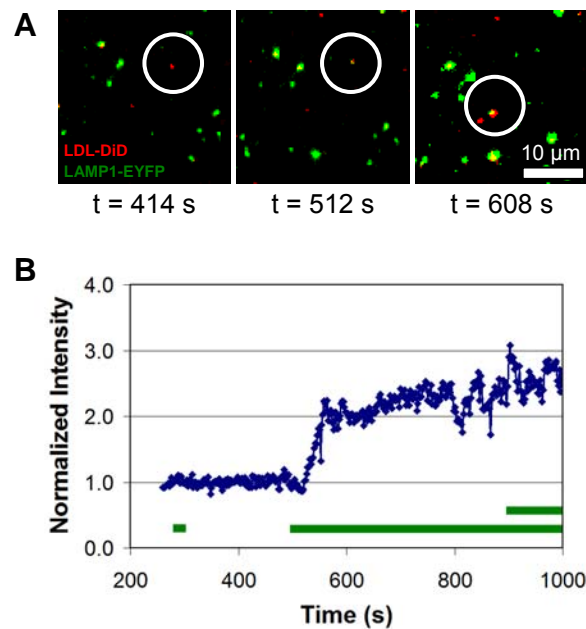 A
LDL-DiD
LAMP1-EYFP
10 μm
t = 414 s t = 512 s t = 608 s
B
Normalized Intensity
4.0
3.0
2.0
1.0
0.0
200 400 600 800 1000
Time (s)